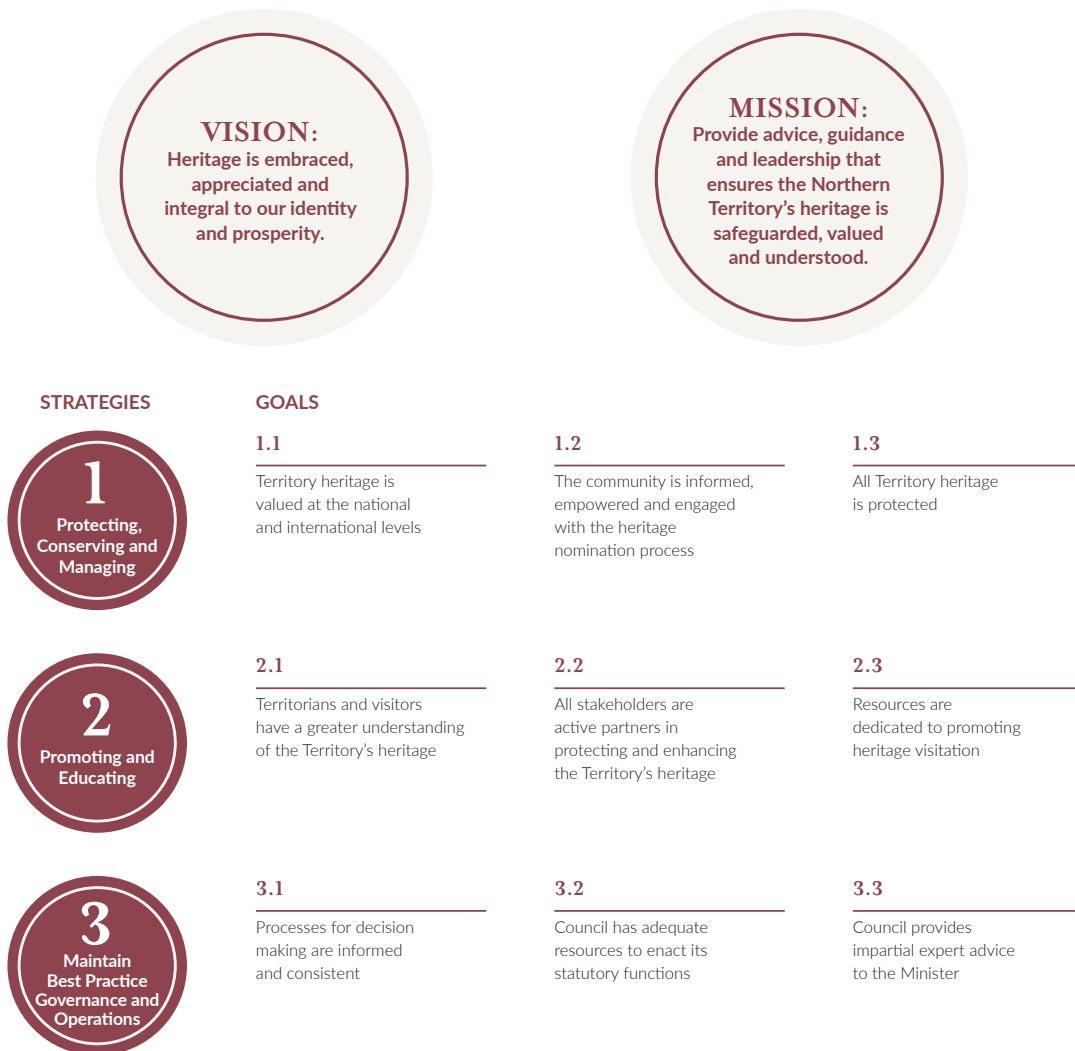 VISION:
Heritage is embraced,
appreciated and
integral to our identity
and prosperity.
MISSION:
Provide advice, guidance
and leadership that
ensures the Northern
Territory's heritage is
safeguarded, valued
and understood.
STRATEGIES
GOALS
1
Protecting,
Conserving and
Managing
1.1
Territory heritage is
valued at the national
and international levels
1.2
The community is informed,
empowered and engaged
with the heritage
nomination process
1.3
All Territory heritage
is protected
2
Promoting and
Educating
2.1
Territorians and visitors
have a greater understanding
of the Territory's heritage
2.2
All stakeholders are
active partners in
protecting and enhancing
the Territory's heritage
2.3
Resources are
dedicated to promoting
heritage visitation
3
Maintain
Best Practice
Governance and
Operations
3.1
Processes for decision
making are informed
and consistent
3.2
Council has adequate
resources to enact its
statutory functions
3.3
Council provides
impartial expert advice
to the Minister